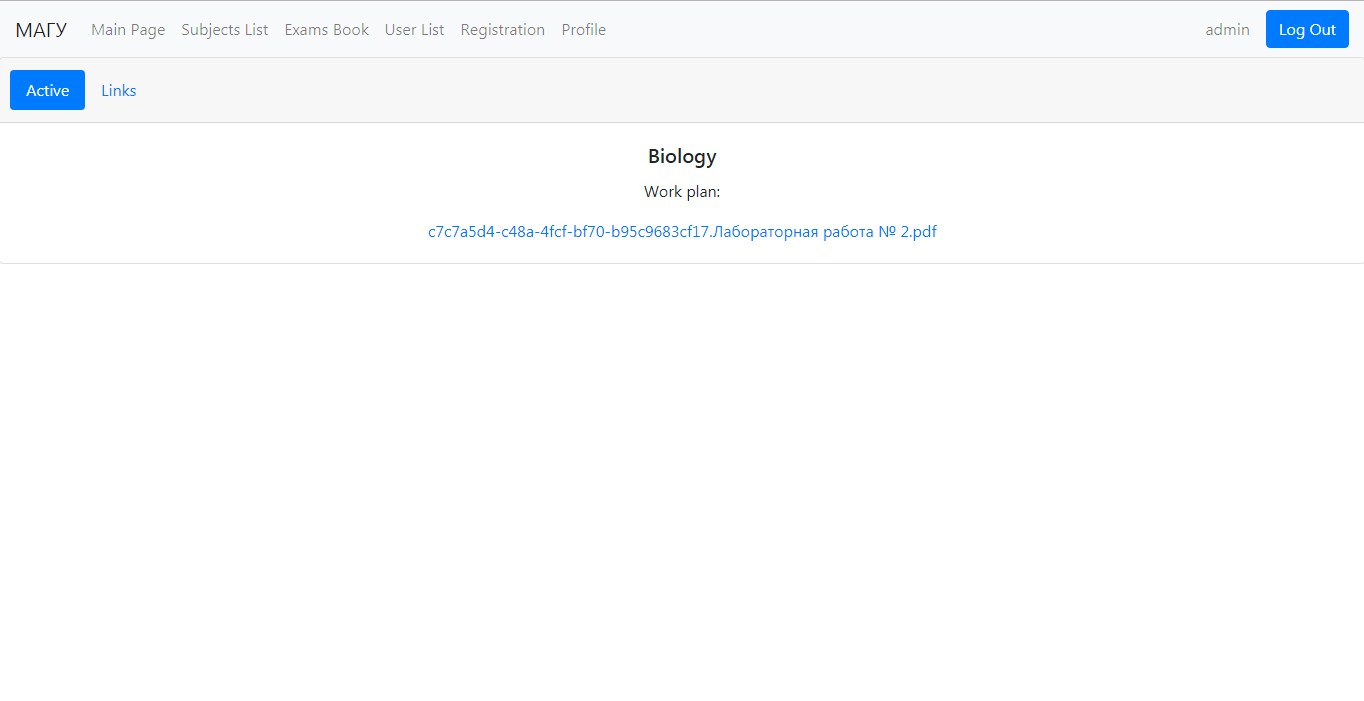 МАГУ Main Page Subjects List Exams Book User List Registration Profile admin Log Out
Active Links
Biology
Work plan:
c7c7a5d4-c48a-4fcf-bf70-b95c9683cf17.Лабораторная работа № 2.pdf